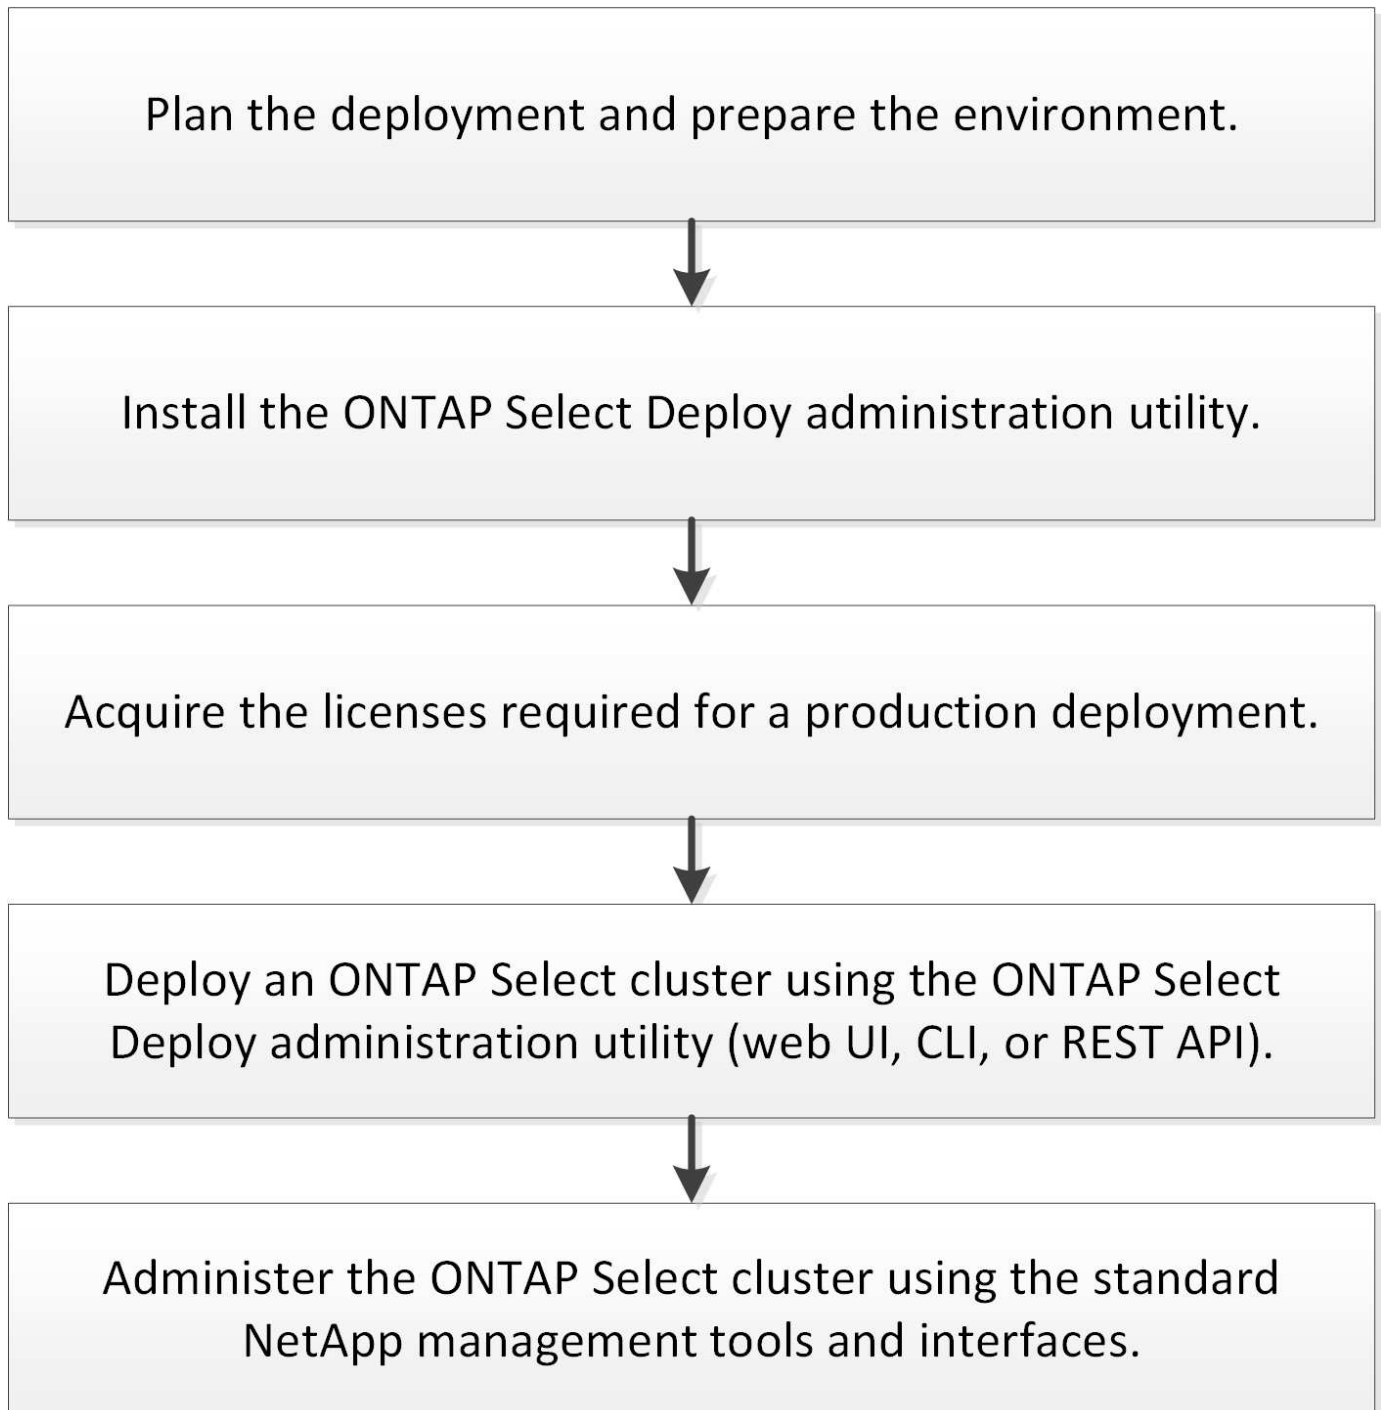 Plan the deployment and prepare the environment.
Install the ONTAP Select Deploy administration utility.
Acquire the licenses required for a production deployment.
Deploy an ONTAP Select cluster using the ONTAP Select
Deploy administration utility (web UI, CLI, or REST API).
Administer the ONTAP Select cluster using the standard
NetApp management tools and interfaces.